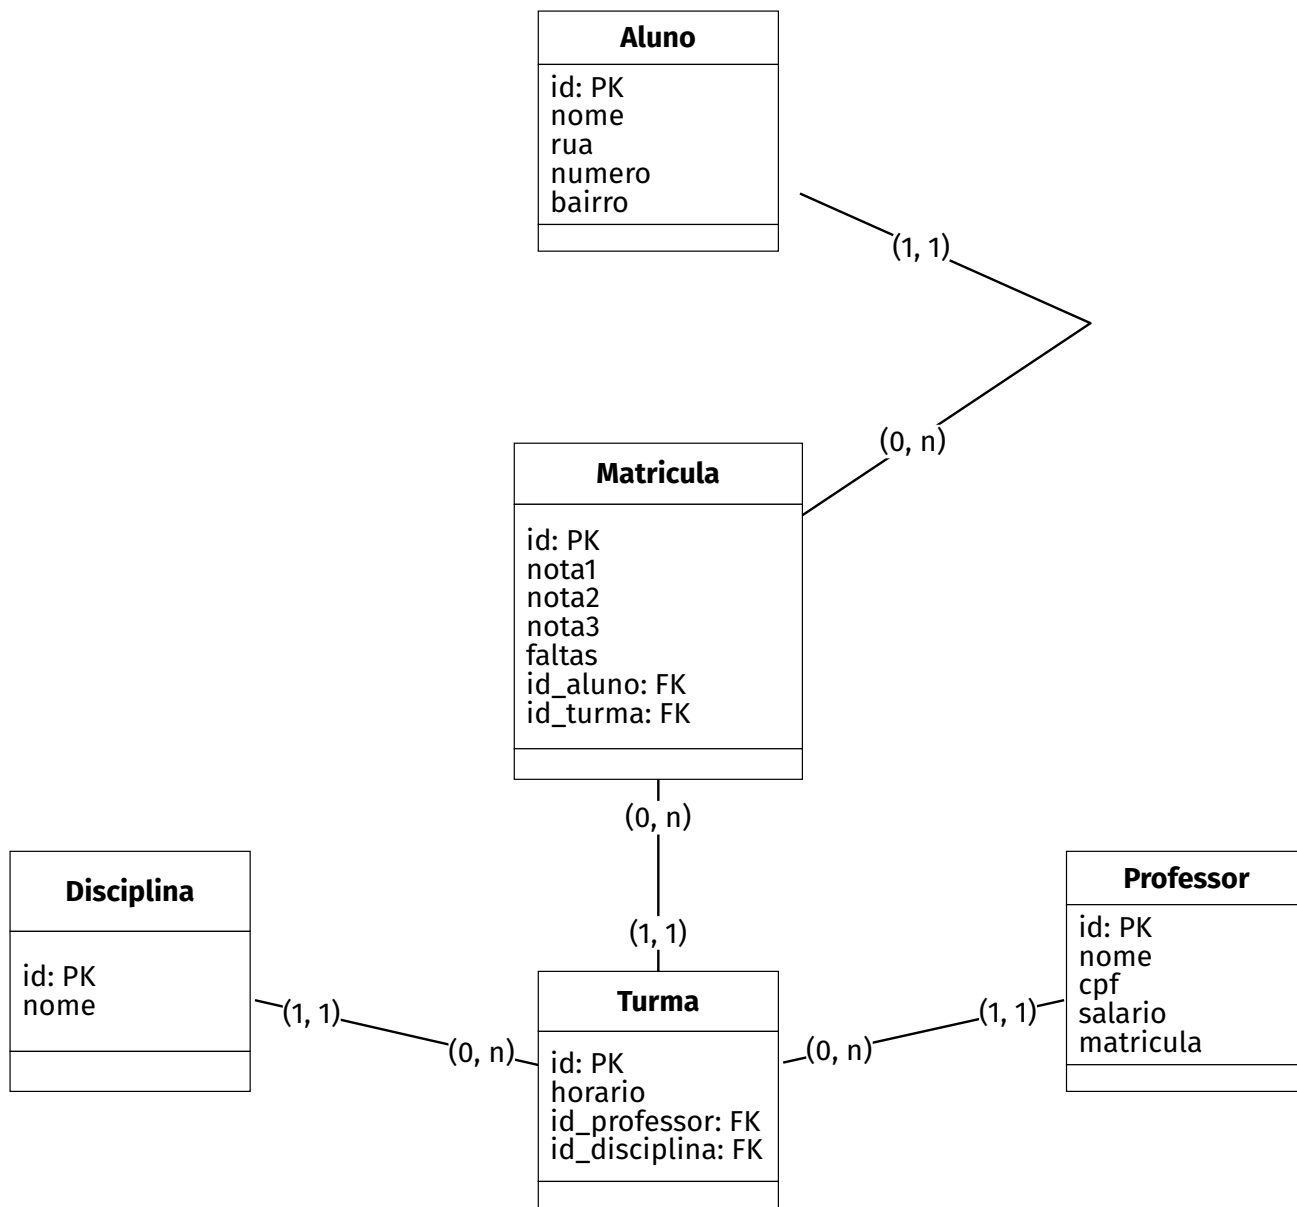 Aluno
id: PK
nome
rua
numero
bairro
(1, 1)
(0, n)
Matricula
id: PK
nota1
nota2
nota3
faltas
id_aluno: FK
id_turma: FK
(0, n)
(1, 1)
Disciplina
id: PK
nome
(1, 1)
(0, n)
Turma
id: PK
horario
id_professor: FK
id_disciplina: FK
(0, n)
(1, 1)
Professor
id: PK
nome
cpf
salario
matricula